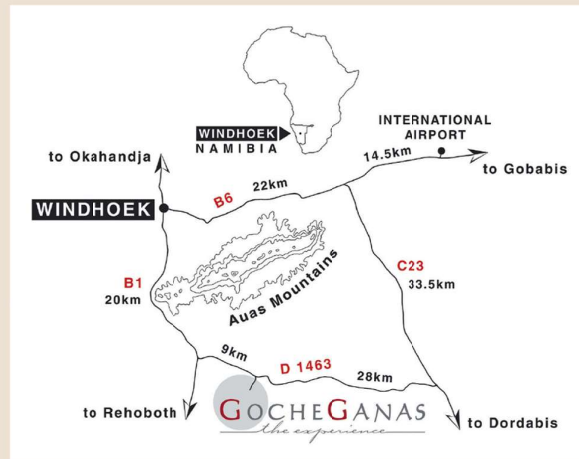 WINDHOEK
NAMIBIA
INTERNATIONAL
AIRPORT
to Okahandja
14.5km
to Gobabis
B6
22km
WINDHOEK
B1
20km
Auas Mountains
C23
33.5km
9km
D 1463
28km
to Rehoboth
GOCHEGANAS
the experience
to Dordabis